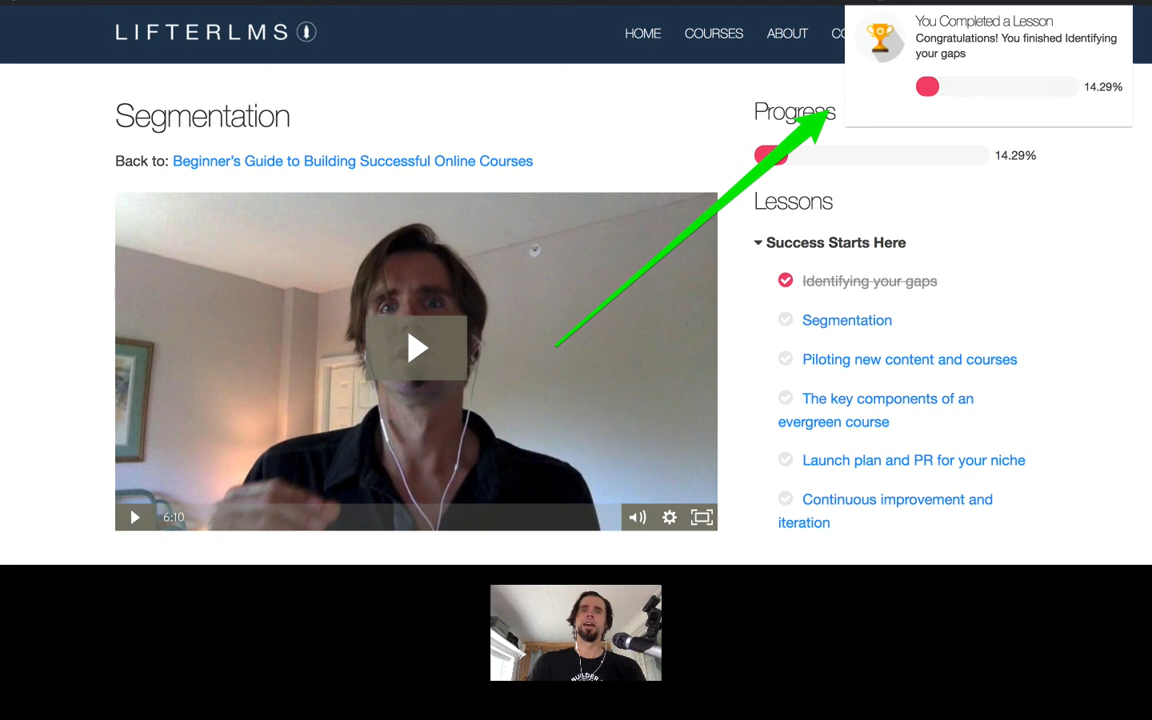 LIFTERLMS
HOME COURSES ABOUT CO
You Completed a Lesson
Congratulations! You finished Identifying
your gaps
14.29%
Segmentation
Back to: Beginner's Guide to Building Successful Online Courses
6:10
Progress
14.29%
Lessons
Success Starts Here
Identifying your gaps
Segmentation
Piloting new content and courses
The key components of an
evergreen course
Launch plan and PR for your niche
Continuous improvement and
iteration
BUILDER